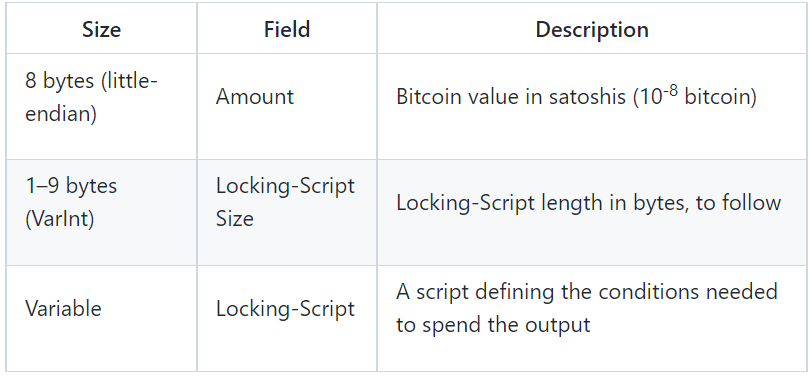 Size Field Description
8 bytes (little-
endian)
Amount
Bitcoin value in satoshis (10⁻⁸ bitcoin)
1–9 bytes
(VarInt)
Locking-Script
Size
Locking-Script length in bytes, to follow
Variable
Locking-Script
A script defining the conditions needed
to spend the output